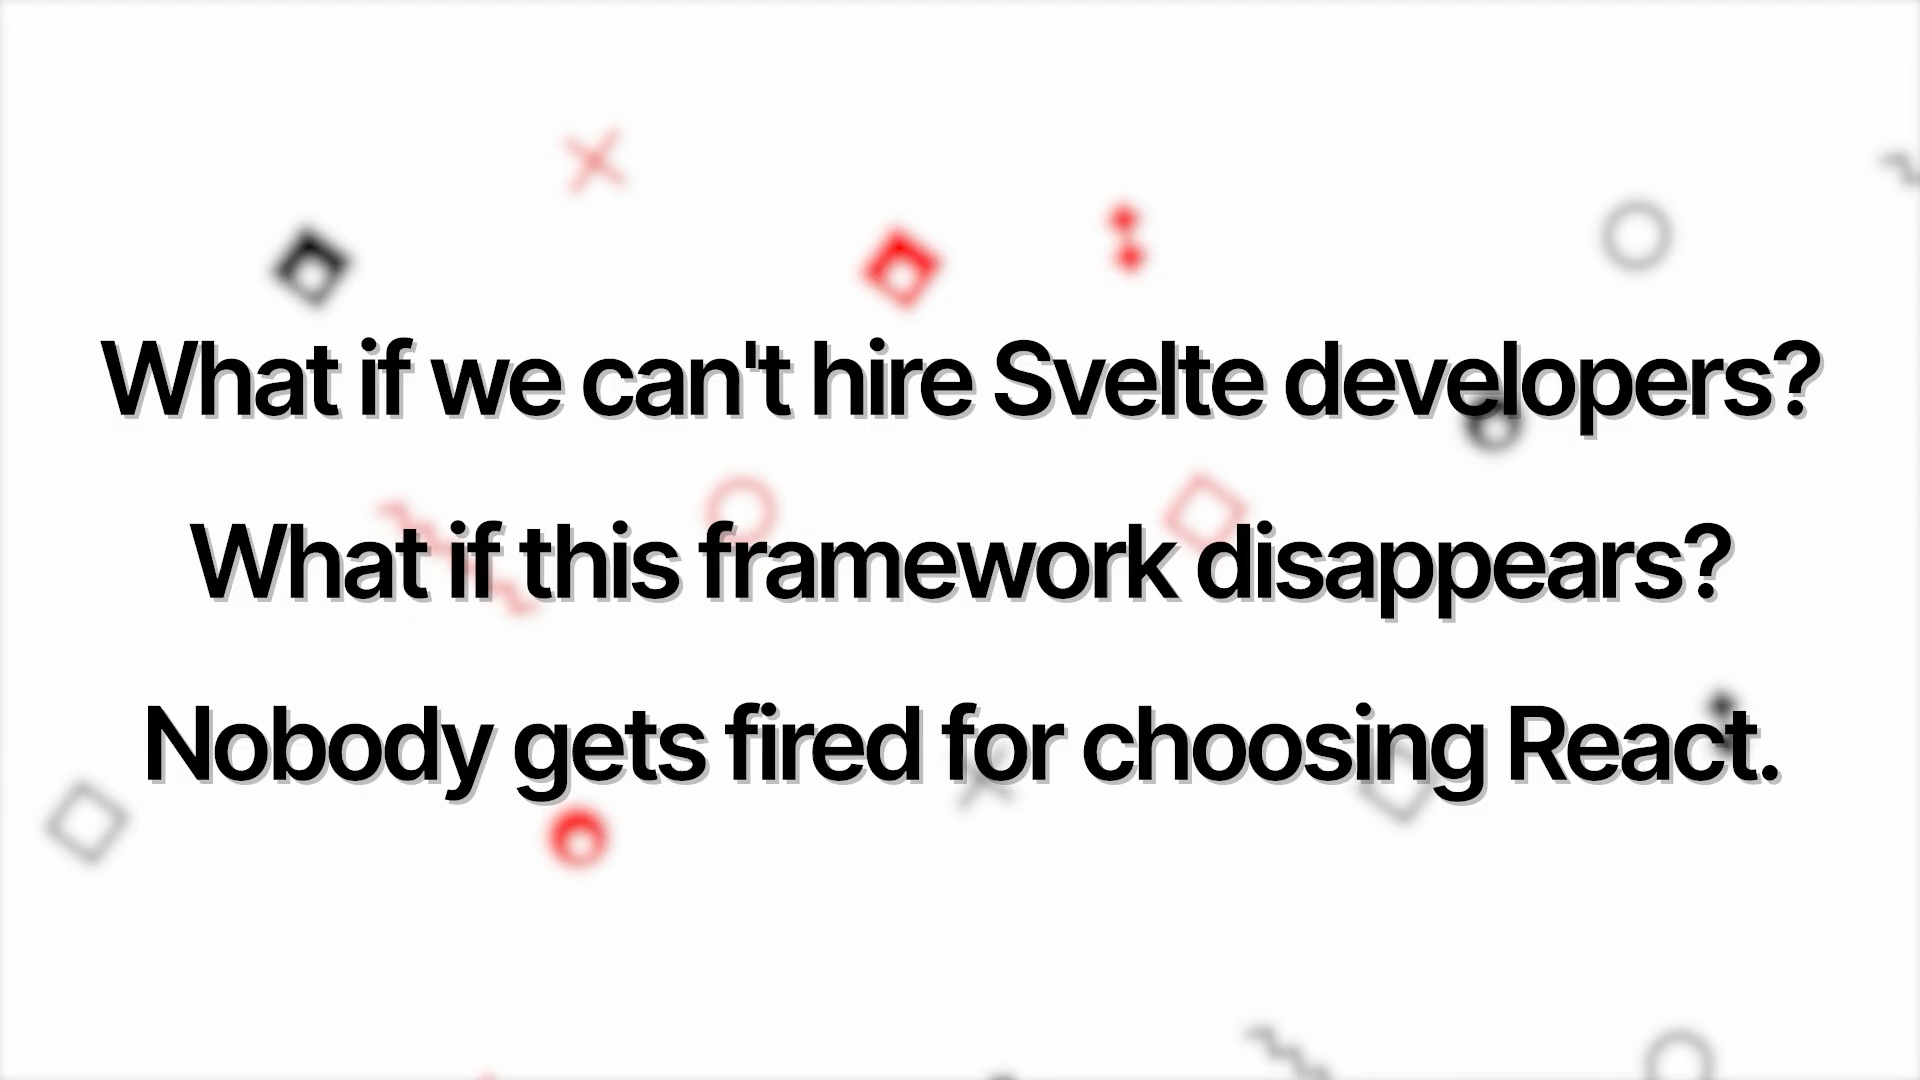 What if we can't hire Svelte developers?
What if this framework disappears?
Nobody gets fired for choosing React.